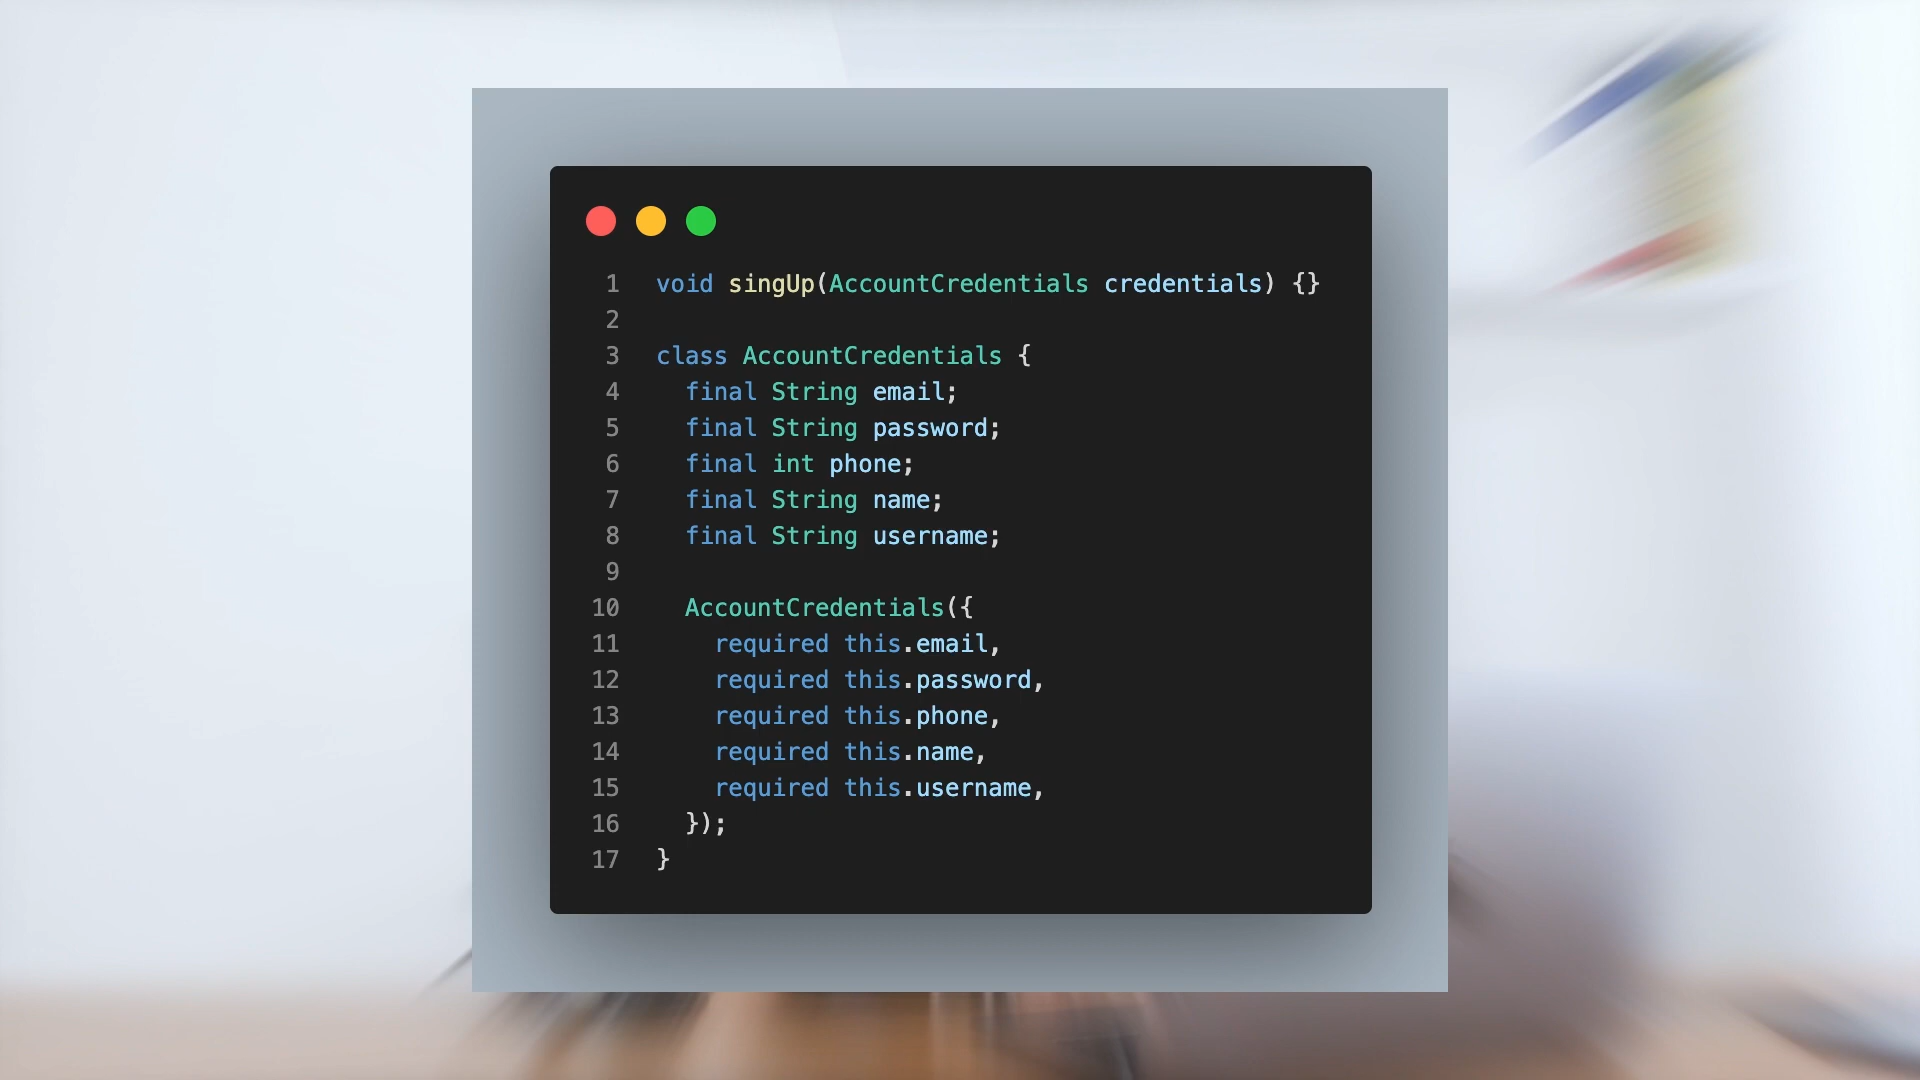 1 void singUp(AccountCredentials credentials) {}
2
3 class AccountCredentials {
4   final String email;
5   final String password;
6   final int phone;
7   final String name;
8   final String username;
9
10   AccountCredentials({
11     required this.email,
12     required this.password,
13     required this.phone,
14     required this.name,
15     required this.username,
16   });
17 }